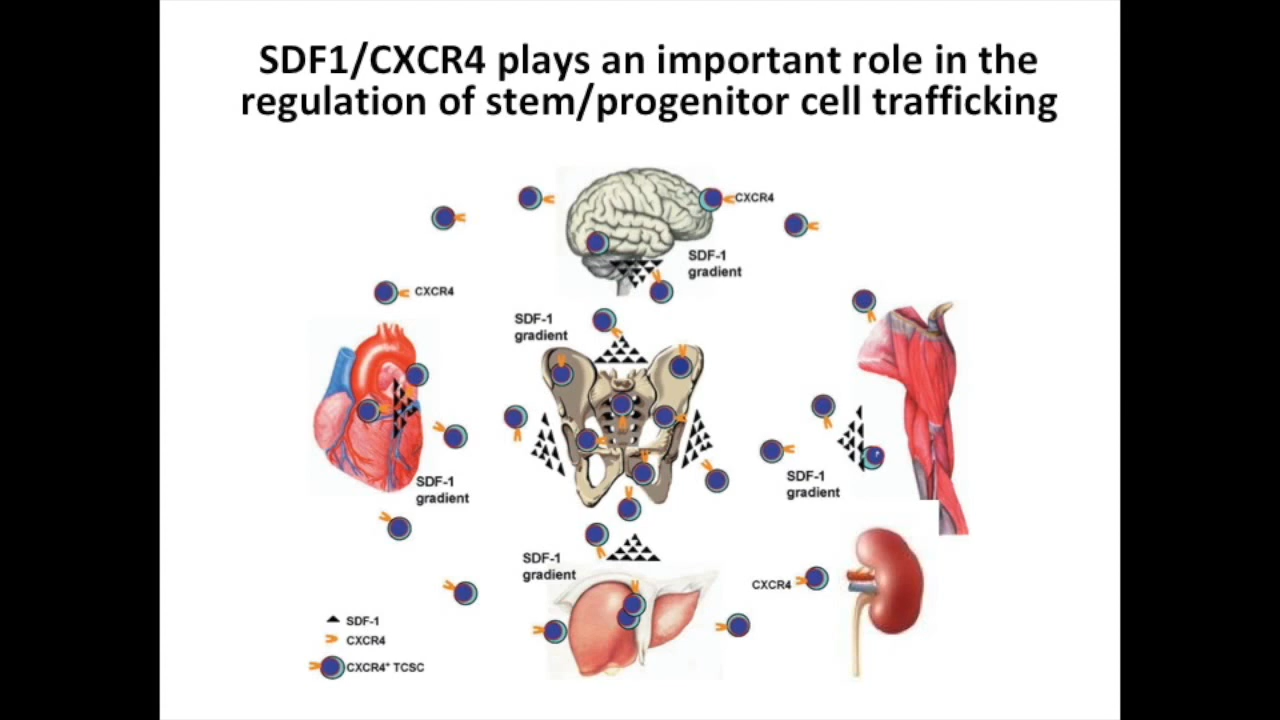 SDF1/CXCR4 plays an important role in the
regulation of stem/progenitor cell trafficking
CXCR4
SDF-1
gradient
CXCR4
SDF-1
gradient
SDF-1
gradient
SDF-1
gradient
SDF-1
gradient
CXCR4
SDF-1
CXCR4
CXCR4⁺ TCSC